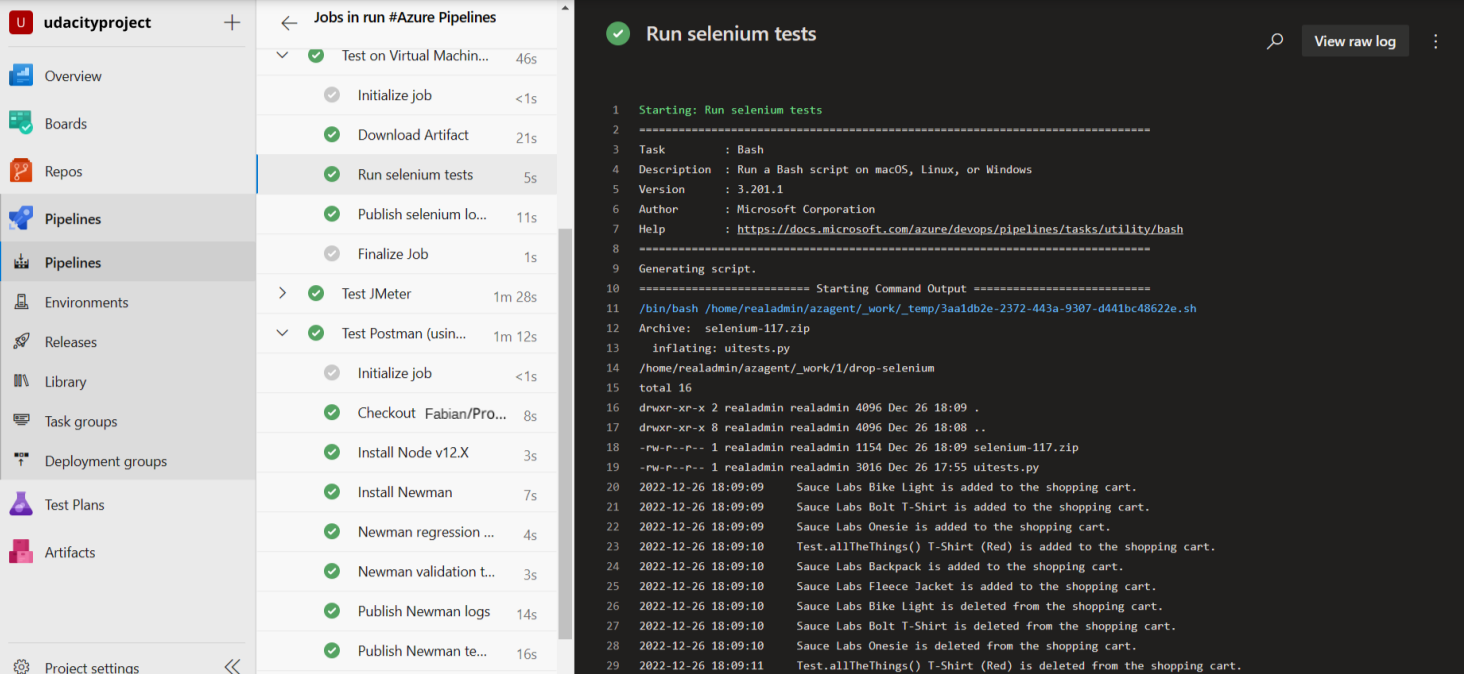 U udacityproject +
Overview
Boards
Repos
Pipelines
Pipelines
Environments
Releases
Library
Task groups
Deployment groups
Test Plans
Artifacts
Project settings
Jobs in run #Azure Pipelines
Test on Virtual Machin... 46s
Initialize job <1s
Download Artifact 21s
Run selenium tests 5s
Publish selenium lo... 11s
Finalize Job 1s
Test JMeter 1m 28s
Test Postman (usin... 1m 12s
Initialize job <1s
Checkout Fabian/Pro... 8s
Install Node v12.X 3s
Install Newman 7s
Newman regression ... 4s
Newman validation t... 3s
Publish Newman logs 14s
Publish Newman te... 16s
Run selenium tests
View raw log
1 Starting: Run selenium tests
2 ==============================================================================
3 Task : Bash
4 Description : Run a Bash script on macOS, Linux, or Windows
5 Version : 3.201.1
6 Author : Microsoft Corporation
7 Help : https://docs.microsoft.com/azure/devops/pipelines/tasks/utility/bash
8 ==============================================================================
9 Generating script.
10 ========================== Starting Command Output ===========================
11 /bin/bash /home/realadmin/azagent/_work/_temp/3aa1db2e-2372-443a-9307-d441bc48622e.sh
12 Archive: selenium-117.zip
13 inflating: uitests.py
14 /home/realadmin/azagent/_work/1/drop-selenium
15 total 16
16 drwxr-xr-x 2 realadmin realadmin 4096 Dec 26 18:09 .
17 drwxr-xr-x 8 realadmin realadmin 4096 Dec 26 18:08 ..
18 -rw-r--r-- 1 realadmin realadmin 1154 Dec 26 18:09 selenium-117.zip
19 -rw-r--r-- 1 realadmin realadmin 3016 Dec 26 17:55 uitests.py
20 2022-12-26 18:09:09 Sauce Labs Bike Light is added to the shopping cart.
21 2022-12-26 18:09:09 Sauce Labs Bolt T-Shirt is added to the shopping cart.
22 2022-12-26 18:09:09 Sauce Labs Onesie is added to the shopping cart.
23 2022-12-26 18:09:10 Test.allTheThings() T-Shirt (Red) is added to the shopping cart.
24 2022-12-26 18:09:10 Sauce Labs Backpack is added to the shopping cart.
25 2022-12-26 18:09:10 Sauce Labs Fleece Jacket is added to the shopping cart.
26 2022-12-26 18:09:10 Sauce Labs Bike Light is deleted from the shopping cart.
27 2022-12-26 18:09:10 Sauce Labs Bolt T-Shirt is deleted from the shopping cart.
28 2022-12-26 18:09:10 Sauce Labs Onesie is deleted from the shopping cart.
29 2022-12-26 18:09:11 Test.allTheThings() T-Shirt (Red) is deleted from the shopping cart.